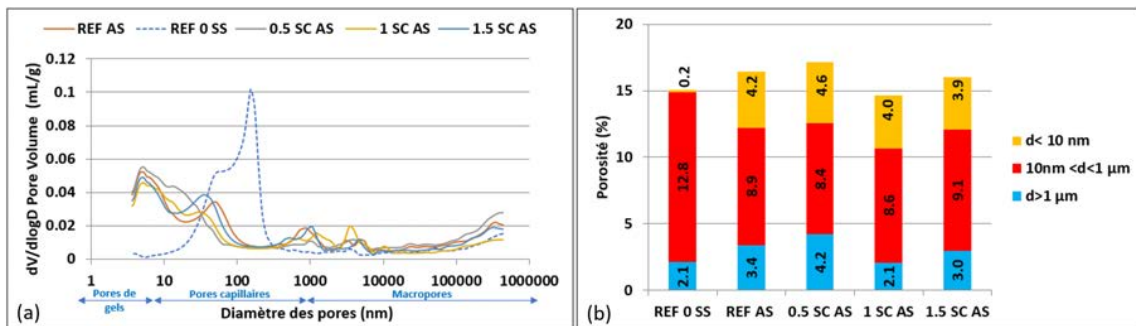 REF AS REF 0 SS 0.5 SC AS 1 SC AS 1.5 SC AS
dV/dlogD Pore Volume (mL/g)
0.12
0.1
0.08
0.06
0.04
0.02
0
1 10 100 1000 10000 100000 1000000
Pores de gels
Pores capillaires
Macropores
Diamètre des pores (nm)
(a)
Porosité (%)
20
15
10
5
0
0.2 4.2 4.6 4.0 3.9
12.8 8.9 8.4 8.6 9.1
2.1 3.4 4.2 2.1 3.0
REF 0 SS REF AS 0.5 SC AS 1 SC AS 1.5 SC AS
d< 10 nm
10nm <d<1 µm
d>1 µm
(b)